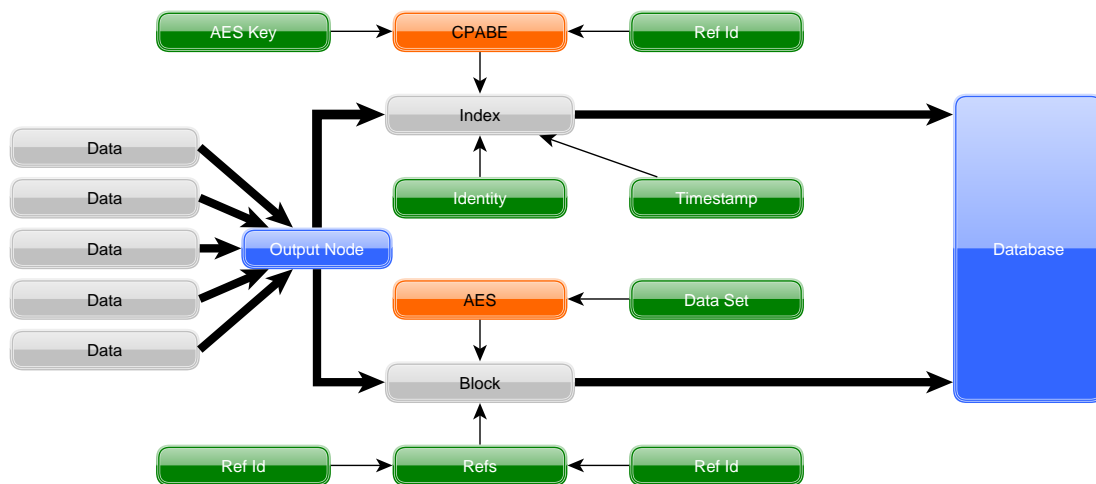 AES Key
CPABE
Ref Id
Index
Data
Data
Identity
Timestamp
Data
Output Node
Database
Data
AES
Data Set
Data
Block
Ref Id
Refs
Ref Id